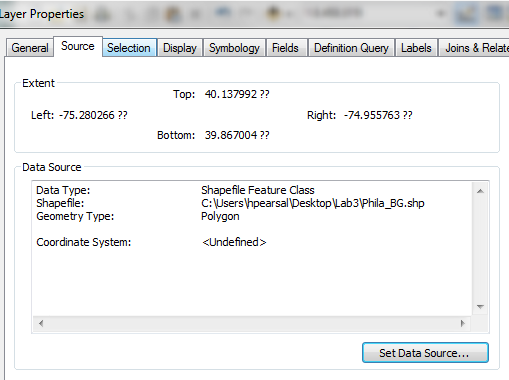 Layer Properties
General Source Selection Display Symbology Fields Definition Query Labels Joins & Relate
Extent
Top: 40.137992 ??
Left: -75.280266 ?? Right: -74.955763 ??
Bottom: 39.867004 ??
Data Source
Data Type: Shapefile Feature Class
Shapefile: C:\Users\hpearsal\Desktop\Lab3\Phila_BG.shp
Geometry Type: Polygon
Coordinate System: <Undefined>
Set Data Source...